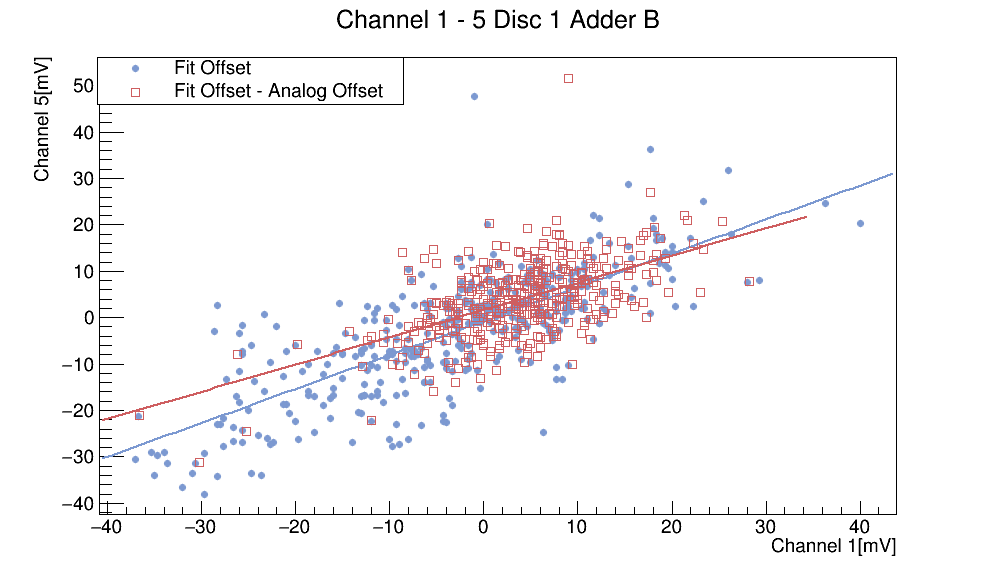 Channel 1 - 5 Disc 1 Adder B
Channel 5[mV]
Fit Offset
Fit Offset - Analog Offset
50
40
30
20
10
0
−10
−20
−30
−40
−40 −30 −20 −10 0 10 20 30 40
Channel 1[mV]